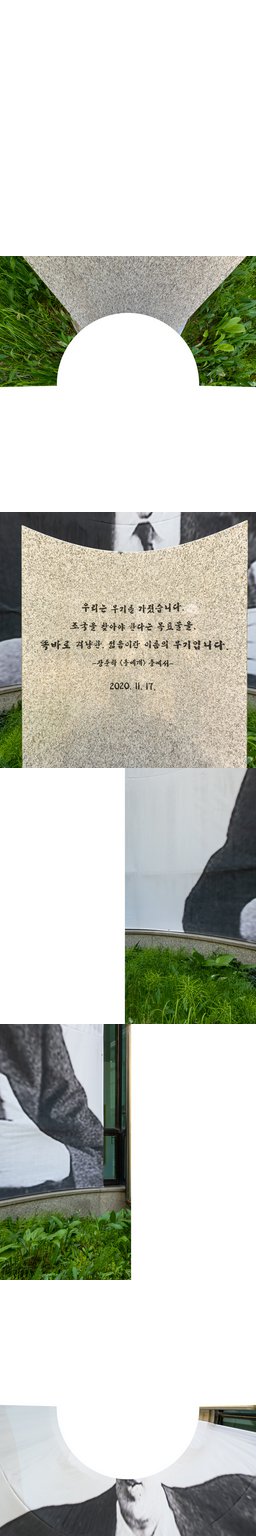 우리는 무기를 가졌습니다.
조국을 찾아야 한다는 목표물을,
똑바로 겨냥한, 젊음이란 이름의 무기입니다.
-장준하 《돌베개》 중에서-
2020. 11. 17.